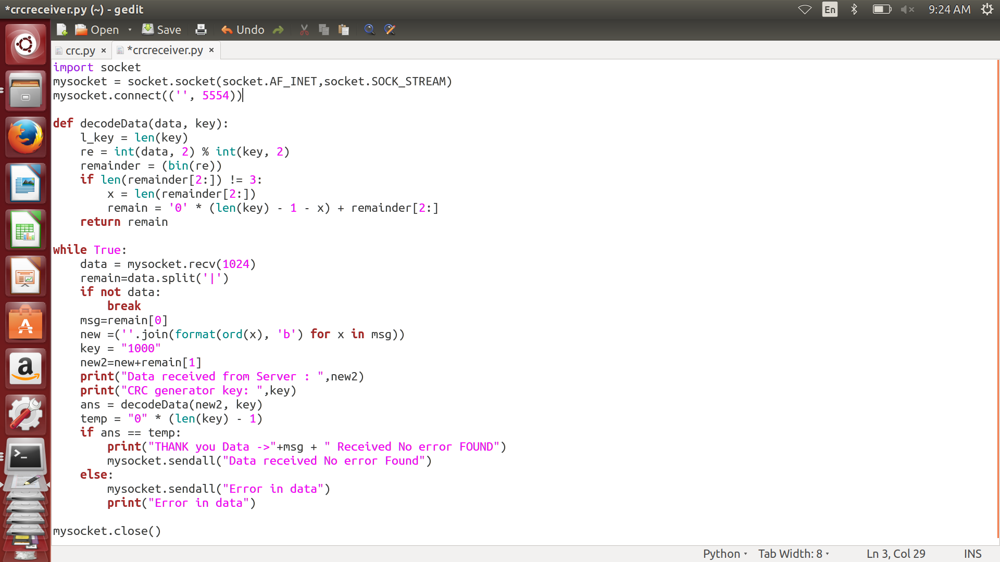 *crcreceiver.py (~) - gedit
En
9:24 AM
Open
Save
Undo
crc.py ×
*crcreceiver.py ×
import socket
mysocket = socket.socket(socket.AF_INET,socket.SOCK_STREAM)
mysocket.connect(('', 5554))
def decodeData(data, key):
    l_key = len(key)
    re = int(data, 2) % int(key, 2)
    remainder = (bin(re))
    if len(remainder[2:]) != 3:
        x = len(remainder[2:])
        remain = '0' * (len(key) - 1 - x) + remainder[2:]
    return remain
while True:
    data = mysocket.recv(1024)
    remain=data.split('|')
    if not data:
        break
    msg=remain[0]
    new =(''.join(format(ord(x), 'b') for x in msg))
    key = "1000"
    new2=new+remain[1]
    print("Data received from Server : ",new2)
    print("CRC generator key: ",key)
    ans = decodeData(new2, key)
    temp = "0" * (len(key) - 1)
    if ans == temp:
        print("THANK you Data ->"+msg + " Received No error FOUND")
        mysocket.sendall("Data received No error Found")
    else:
        mysocket.sendall("Error in data")
        print("Error in data")
mysocket.close()
Python
Tab Width: 8
Ln 3, Col 29
INS